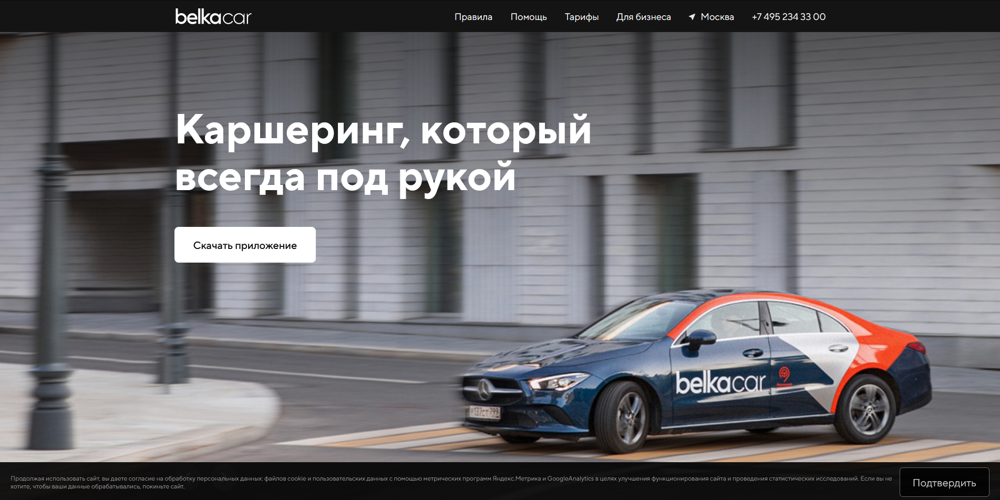 belkacar
Правила
Помощь
Тарифы
Для бизнеса
Москва
+7 495 234 33 00
Каршеринг, который
всегда под рукой
Скачать приложение
belkacar
Р137СТ 799
Продолжая использовать сайт, вы даете согласие на обработку персональных данных: файлов cookie и пользовательских данных с помощью метрических программ Яндекс.Метрика и GoogleAnalytics в целях улучшения функционирования сайта и проведения статистических исследований. Если вы не
хотите, чтобы ваши данные обрабатывались, покиньте сайт.
Подтвердить